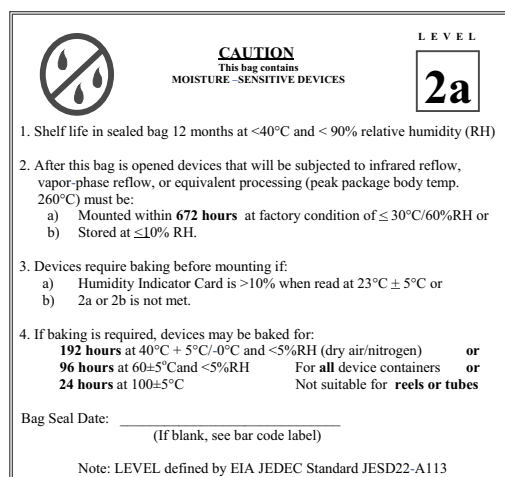 LEVEL
CAUTION
This bag contains
MOISTURE –SENSITIVE DEVICES
2a
1. Shelf life in sealed bag 12 months at <40°C and < 90% relative humidity (RH)
2. After this bag is opened devices that will be subjected to infrared reflow,
vapor-phase reflow, or equivalent processing (peak package body temp.
260°C) must be:
a) Mounted within 672 hours at factory condition of ≤ 30°C/60%RH or
b) Stored at ≤10% RH.
3. Devices require baking before mounting if:
a) Humidity Indicator Card is >10% when read at 23°C ± 5°C or
b) 2a or 2b is not met.
4. If baking is required, devices may be baked for:
192 hours at 40°C + 5°C/-0°C and <5%RH (dry air/nitrogen) or
96 hours at 60±5°Cand <5%RH For all device containers or
24 hours at 100±5°C Not suitable for reels or tubes
Bag Seal Date: ______________________________
(If blank, see bar code label)
Note: LEVEL defined by EIA JEDEC Standard JESD22-A113